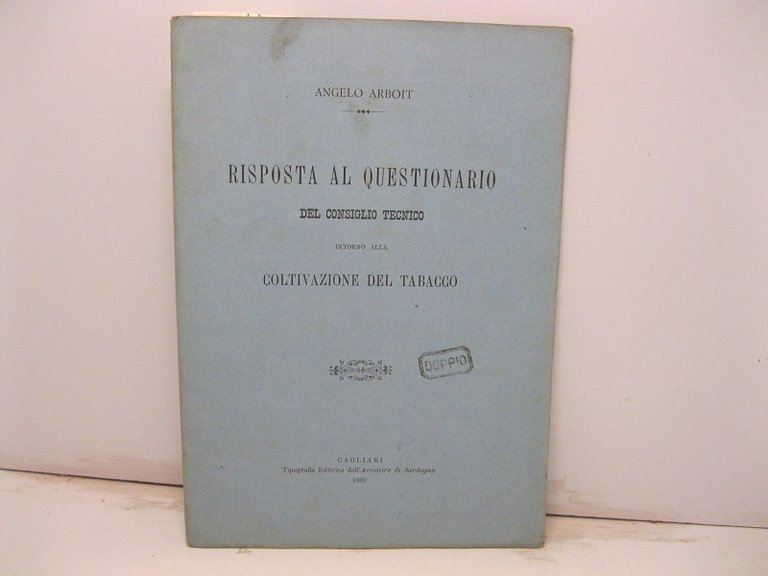 ANGELO ARBOIT
RISPOSTA AL QUESTIONARIO
DEL CONSIGLIO TECNICO
INTORNO ALLA
COLTIVAZIONE DEL TABACCO
DOPPIO
CAGLIARI
Tipografia Editrice dell'Avvenire di Sardegna
1889